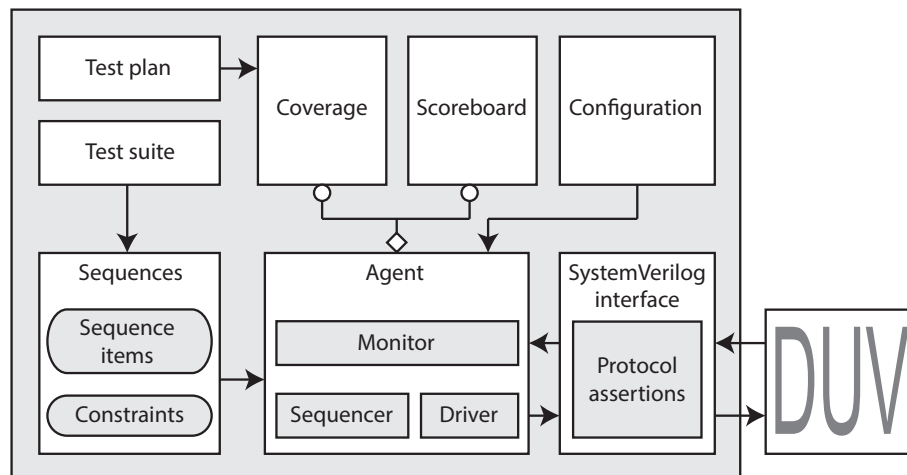 Test plan
Coverage
Scoreboard
Configuration
Test suite
Sequences
Sequence
items
Constraints
Agent
Monitor
Sequencer
Driver
SystemVerilog
interface
Protocol
assertions
DUV